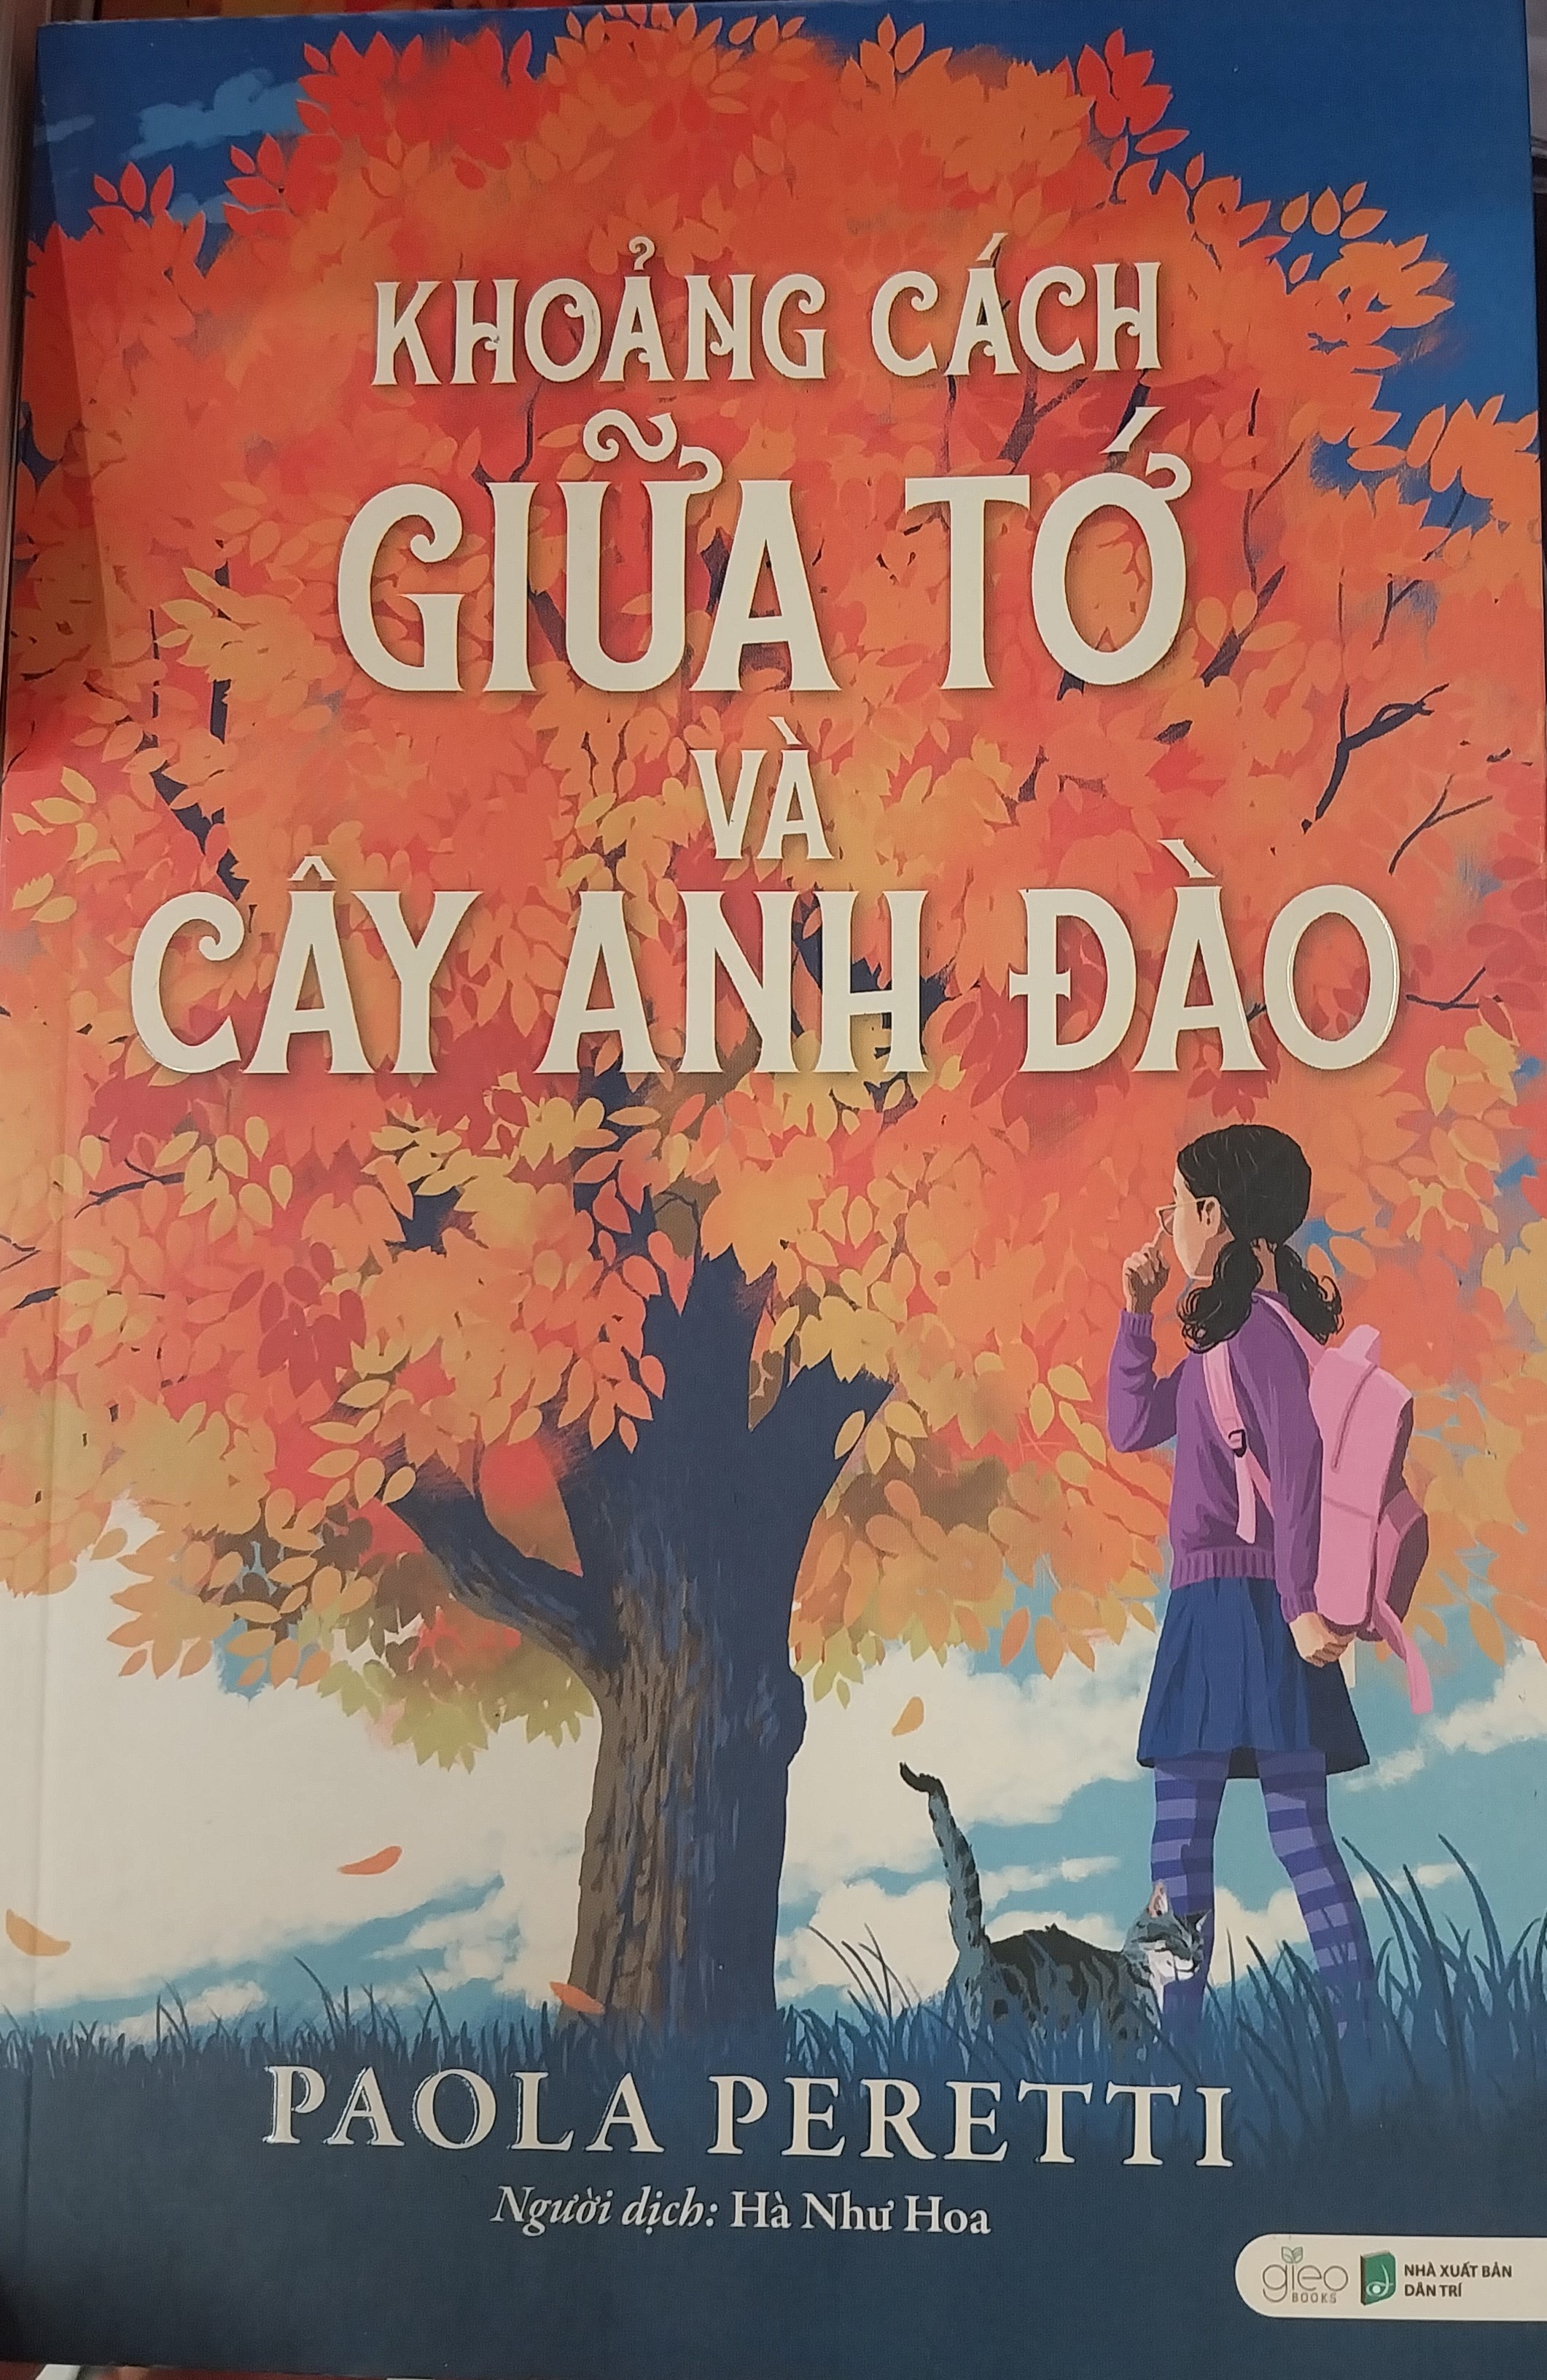 KHOẢNG CÁCH
GIỮA TỚ
VÀ
CÂY ANH ĐÀO
PAOLA PERETTI
Người dịch: Hà Như Hoa
gieo
BOOKS
NHÀ XUẤT BẢN
DÂN TRÍ